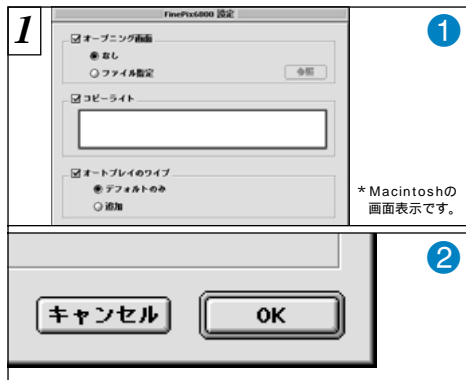 1
FinePix6800 設定
❶
オープニング画面
なし
ファイル指定
参照
コピーライト
オートプレイのワイプ
デフォルトのみ
追加
＊Macintoshの
画面表示です。
❷
キャンセル
OK